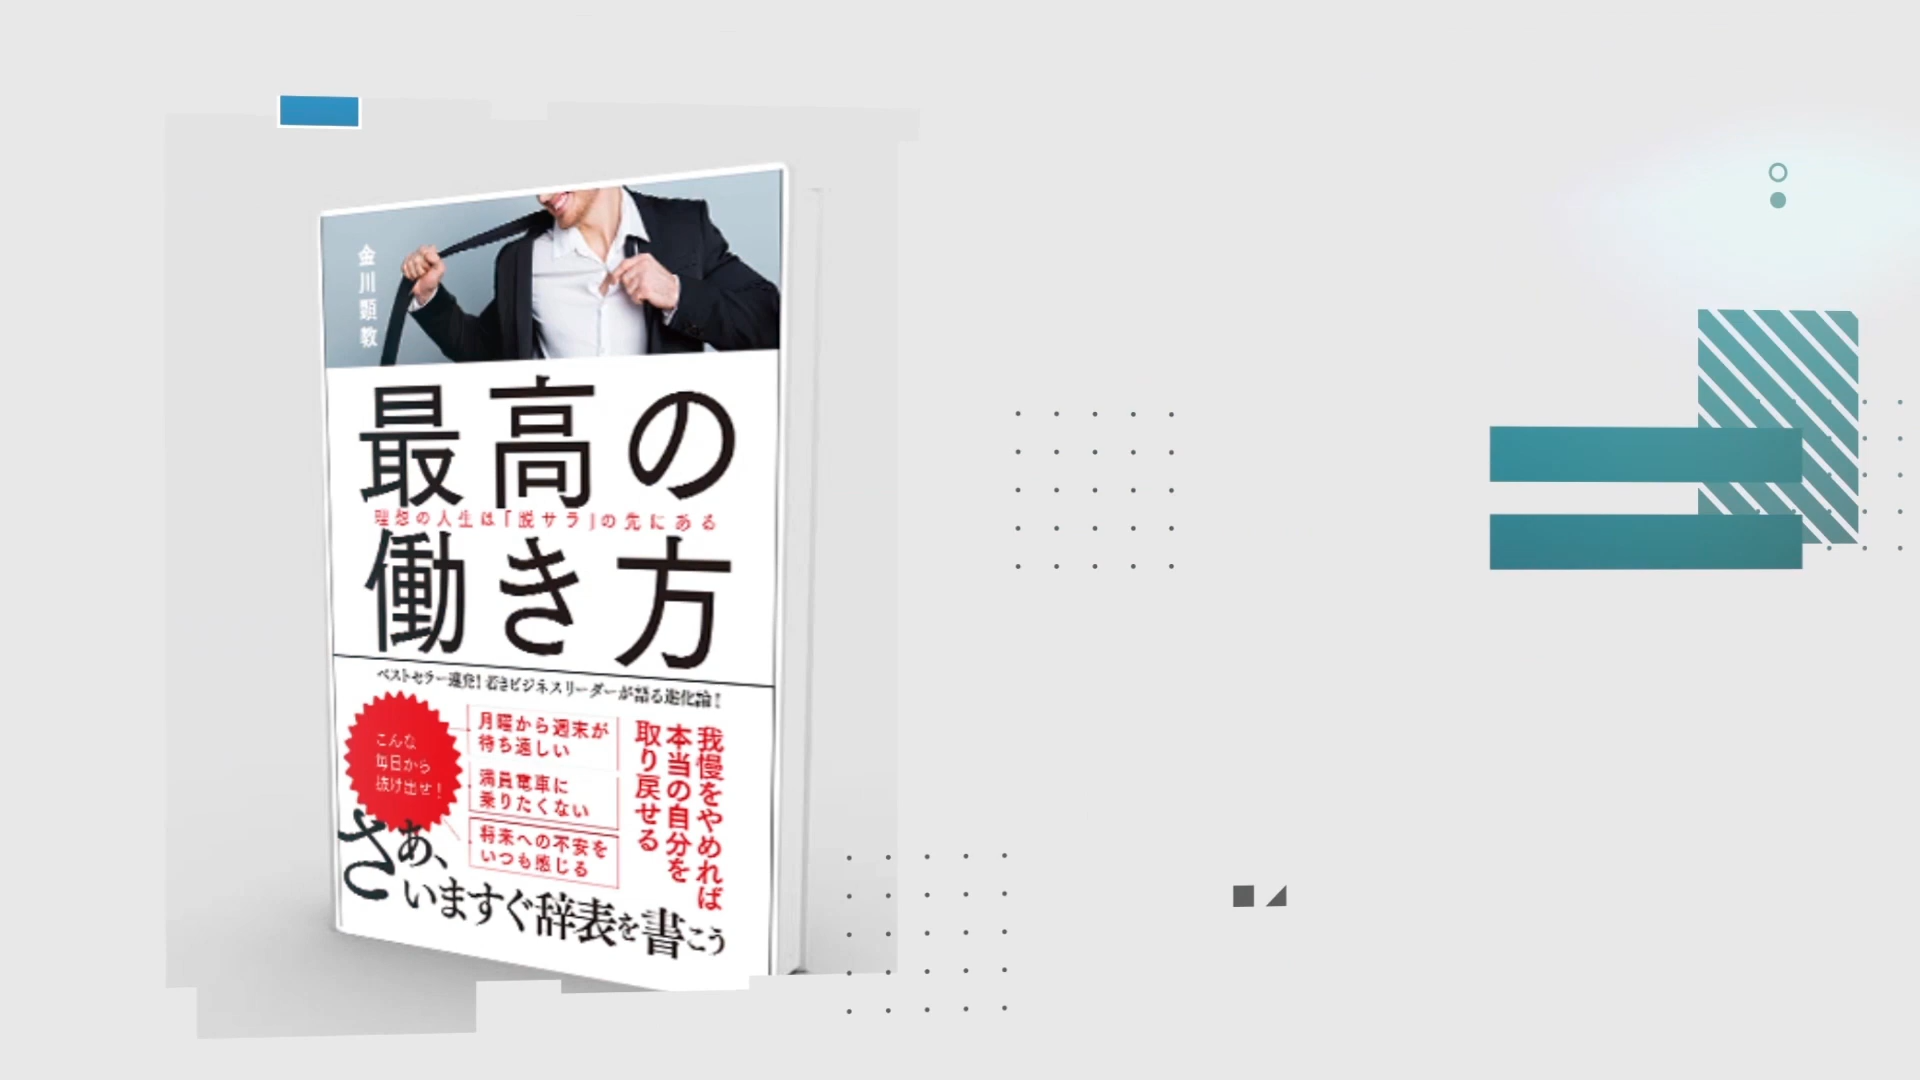 金川顕教
最高の
理想の人生は「脱サラ」の先にある
働き方
ベストセラー連発!若きビジネスリーダーが語る進化論!
こんな
毎日から
抜け出せ!
月曜から週末が
待ち遠しい
満員電車に
乗りたくない
将来への不安を
いつも感じる
我慢をやめれば
本当の自分を
取り戻せる
さあ、
いますぐ辞表を書こう